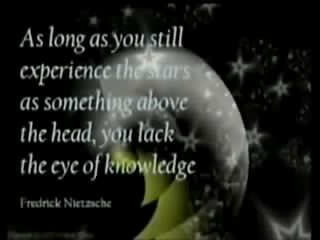 As long as you still
experience the stars
as something above
the head, you lack
the eye of knowledge
Fredrick Nietzsche